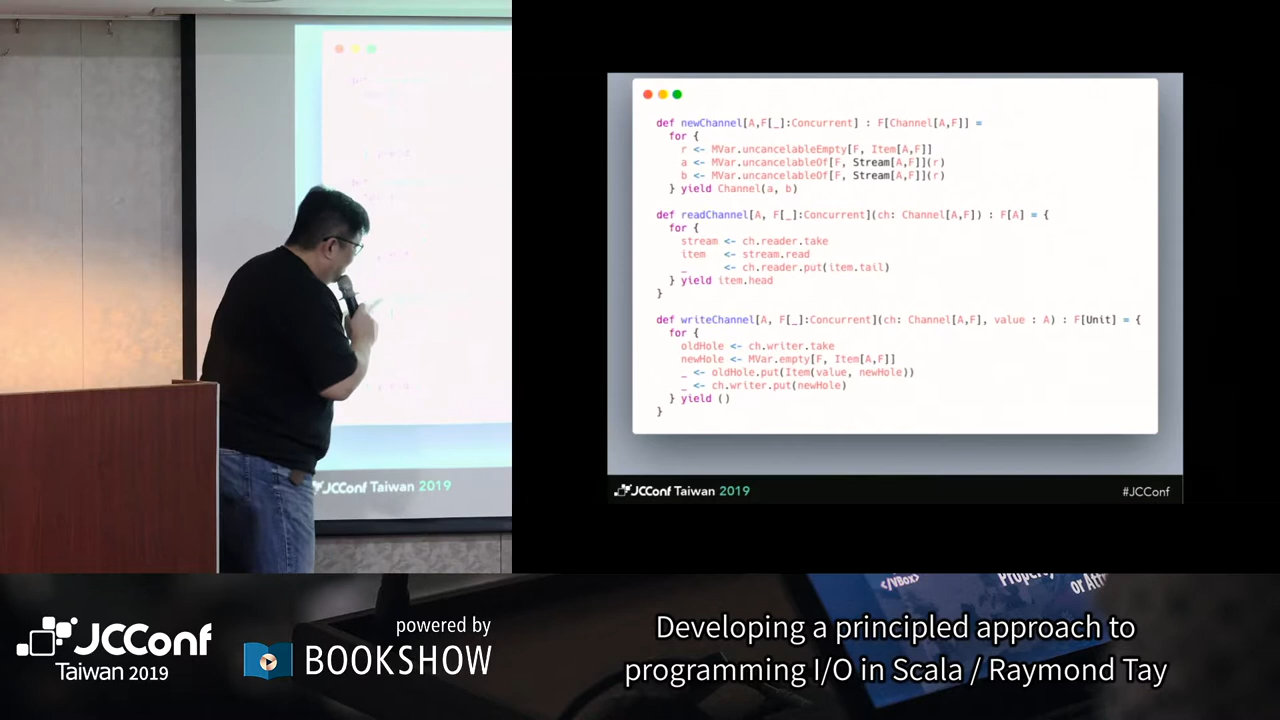 def newChannel[A,F[_]:Concurrent] : F[Channel[A,F]] =
  for {
    r <- MVar.uncancelableEmpty[F, Item[A,F]]
    a <- MVar.uncancelableOf[F, Stream[A,F]](r)
    b <- MVar.uncancelableOf[F, Stream[A,F]](r)
  } yield Channel(a, b)
def readChannel[A, F[_]:Concurrent](ch: Channel[A,F]) : F[A] = {
  for {
    stream <- ch.reader.take
    item   <- stream.read
    _      <- ch.reader.put(item.tail)
  } yield item.head
}
def writeChannel[A, F[_]:Concurrent](ch: Channel[A,F], value : A) : F[Unit] = {
  for {
    oldHole <- ch.writer.take
    newHole <- MVar.empty[F, Item[A,F]]
    _ <- oldHole.put(Item(value, newHole))
    _ <- ch.writer.put(newHole)
  } yield ()
}
JCConf Taiwan 2019
JCConf Taiwan 2019
#JCConf
</VBox>
Property
JCConf
Taiwan 2019
powered by
BOOKSHOW
Developing a principled approach to
programming I/O in Scala / Raymond Tay